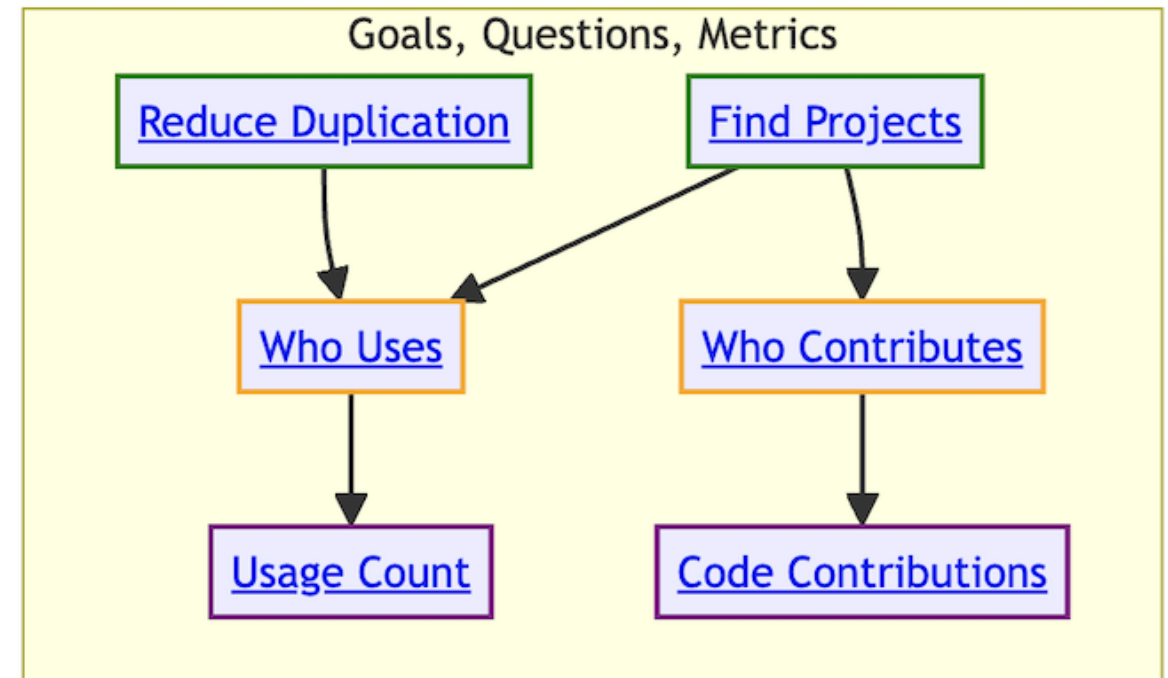 Goals, Questions, Metrics
Reduce Duplication
Find Projects
Who Uses
Who Contributes
Usage Count
Code Contributions